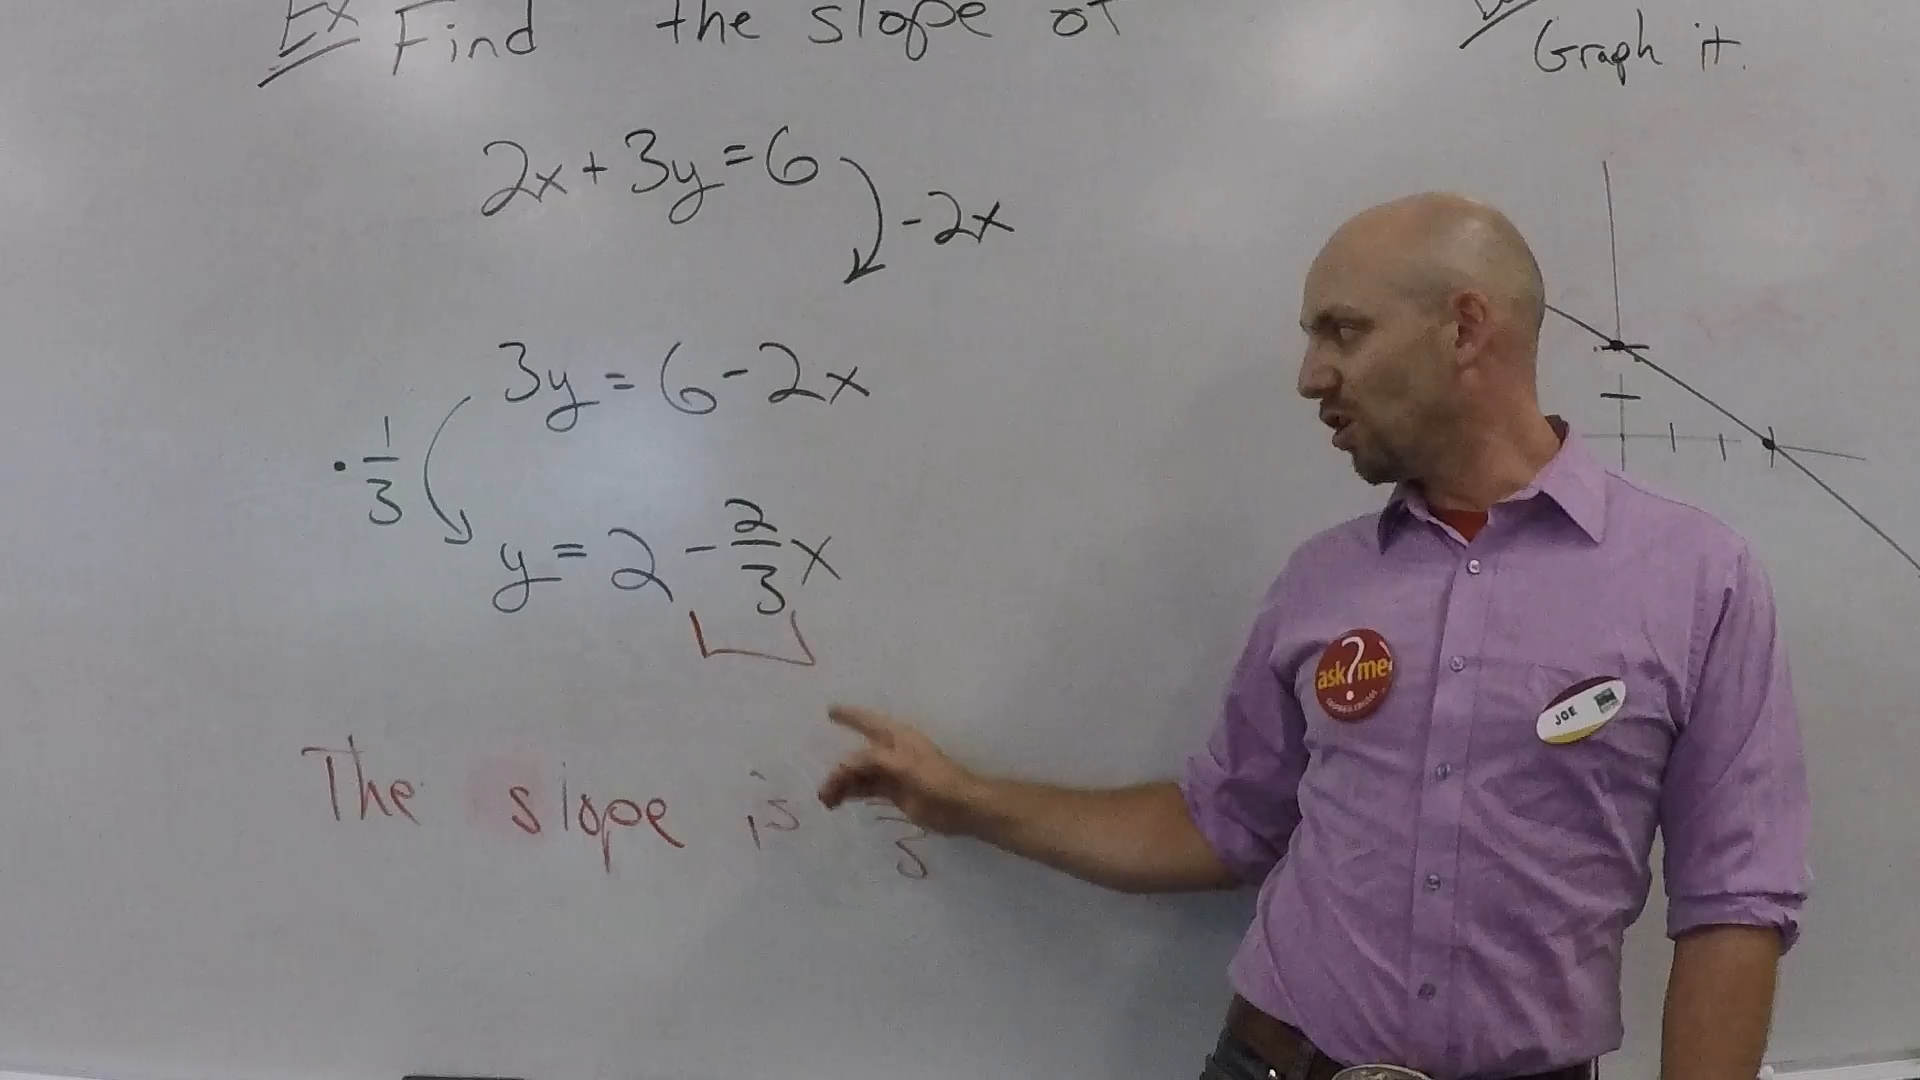 Ex Find the slope of
2x + 3y = 6
-2x
3y = 6 - 2x
· 1/3
y = 2 - 2/3 x
The slope is
3
Graph it.
ask?me
JOE